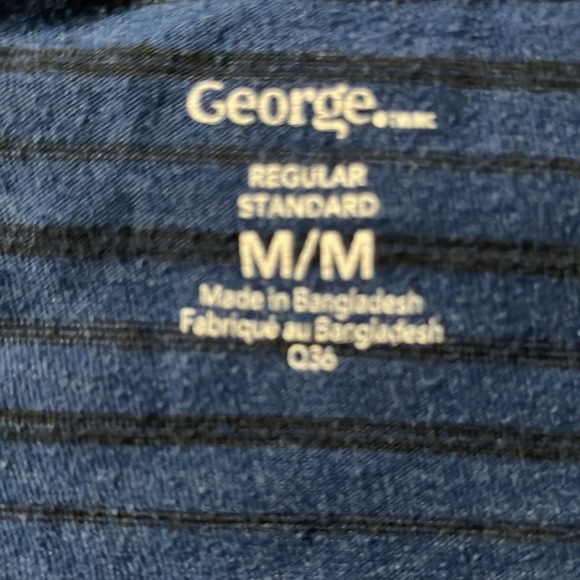 George
REGULAR
STANDARD
M/M
Made in Bangladesh
Fabriqué au Bangladesh
Q36